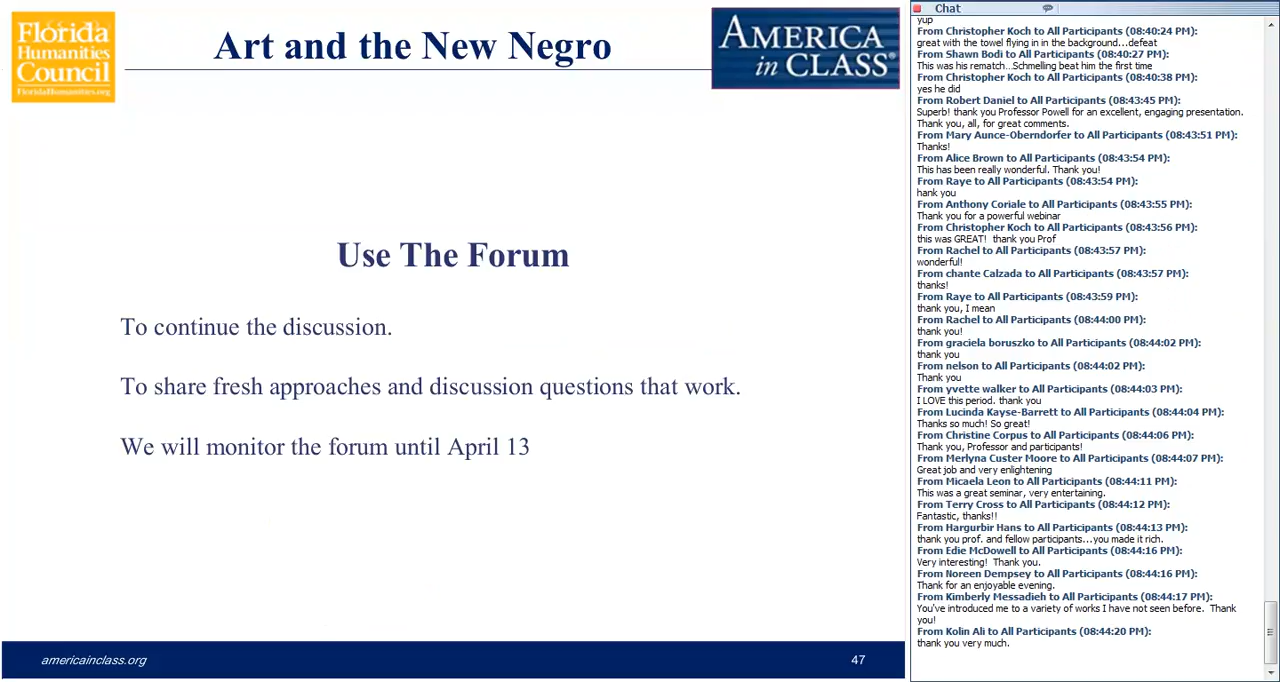 Florida
Humanities
Council
FloridaHumanities.org
Art and the New Negro
AMERICA
in CLASS®
Use The Forum
To continue the discussion.
To share fresh approaches and discussion questions that work.
We will monitor the forum until April 13
americainclass.org
47
Chat
yup
From Christopher Koch to All Participants (08:40:24 PM):
great with the towel flying in in the background...defeat
From Shawn Bodi to All Participants (08:40:27 PM):
This was his rematch...Schmelling beat him the first time
From Christopher Koch to All Participants (08:40:38 PM):
yes he did
From Robert Daniel to All Participants (08:43:45 PM):
Superb! thank you Professor Powell for an excellent, engaging presentation.
Thank you, all, for great comments.
From Mary Aunce-Oberndorfer to All Participants (08:43:51 PM):
Thanks!
From Alice Brown to All Participants (08:43:54 PM):
This has been really wonderful. Thank you!
From Raye to All Participants (08:43:54 PM):
hank you
From Anthony Coriale to All Participants (08:43:55 PM):
Thank you for a powerful webinar
From Christopher Koch to All Participants (08:43:56 PM):
this was GREAT! thank you Prof
From Rachel to All Participants (08:43:57 PM):
wonderful!
From chante Calzada to All Participants (08:43:57 PM):
thanks!
From Raye to All Participants (08:43:59 PM):
thank you, I mean
From Rachel to All Participants (08:44:00 PM):
thank you!
From graciela boruszko to All Participants (08:44:02 PM):
thank you
From nelson to All Participants (08:44:02 PM):
Thank you
From yvette walker to All Participants (08:44:03 PM):
I LOVE this period. thank you
From Lucinda Kayse-Barrett to All Participants (08:44:04 PM):
Thanks so much! So great!
From Christine Corpus to All Participants (08:44:06 PM):
Thank you, Professor and participants!
From Merlyna Custer Moore to All Participants (08:44:07 PM):
Great job and very enlightening
From Micaela Leon to All Participants (08:44:11 PM):
This was a great seminar, very entertaining.
From Terry Cross to All Participants (08:44:12 PM):
Fantastic, thanks!!
From Hargurbir Hans to All Participants (08:44:13 PM):
thank you prof. and fellow participants...you made it rich.
From Edie McDowell to All Participants (08:44:16 PM):
Very interesting! Thank you.
From Noreen Dempsey to All Participants (08:44:16 PM):
Thank for an enjoyable evening.
From Kimberly Messadieh to All Participants (08:44:17 PM):
You've introduced me to a variety of works I have not seen before. Thank
you!
From Kolin Ali to All Participants (08:44:20 PM):
thank you very much.